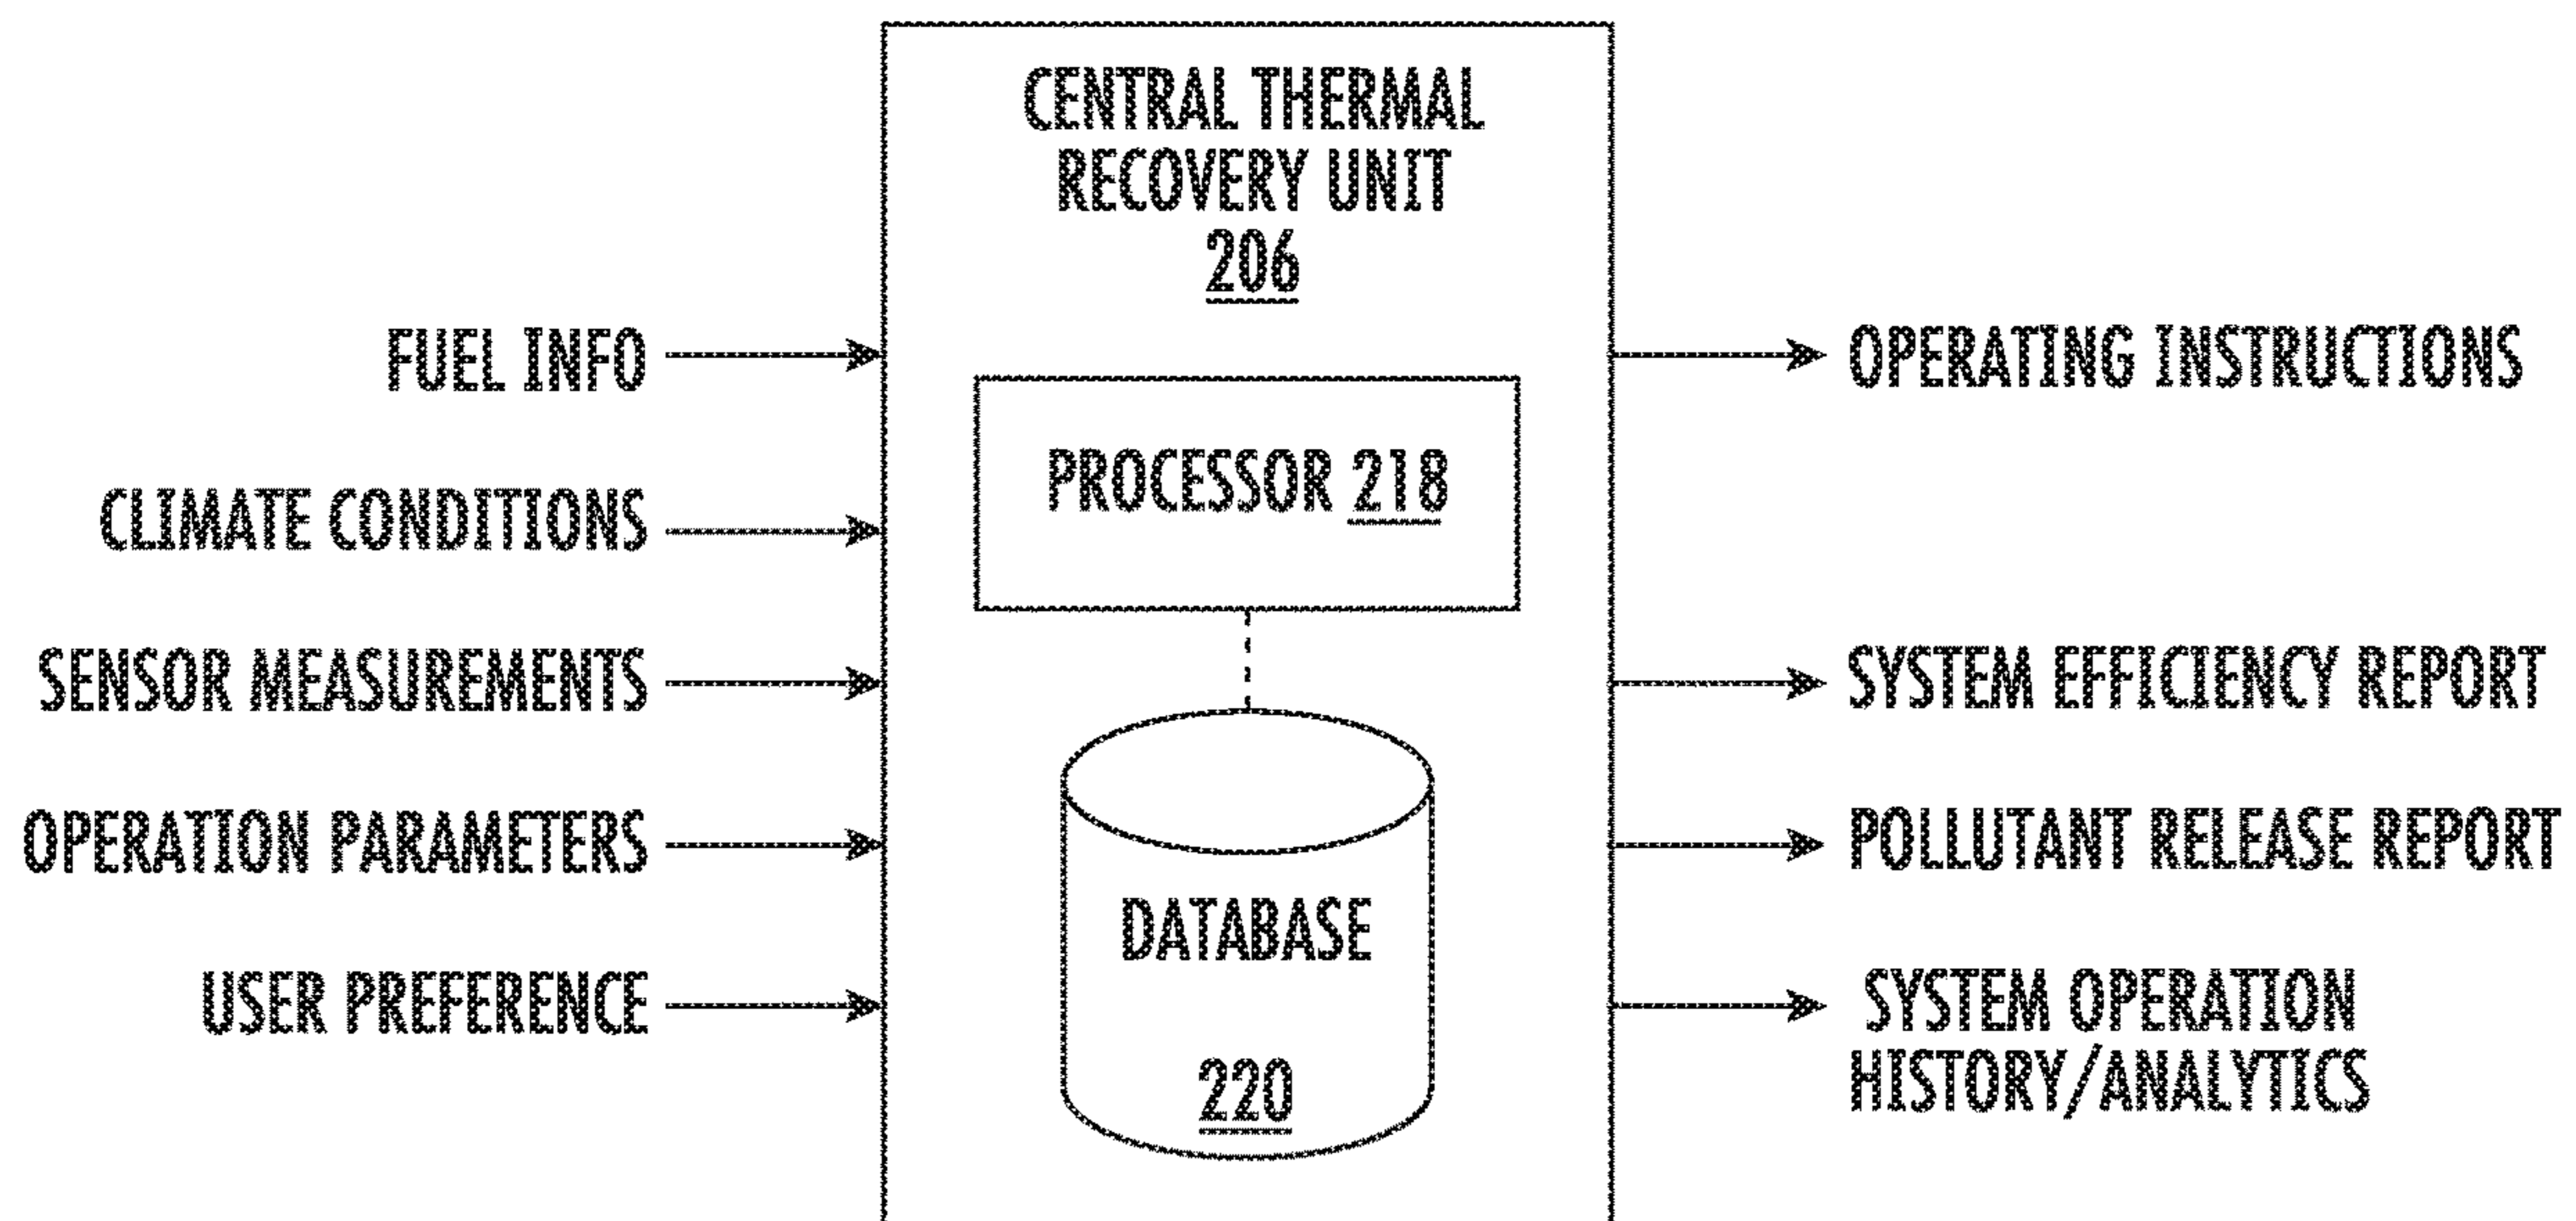 CENTRAL THERMAL
RECOVERY UNIT
206
FUEL INFO
CLIMATE CONDITIONS
SENSOR MEASUREMENTS
OPERATION PARAMETERS
USER PREFERENCE
PROCESSOR 218
DATABASE
220
OPERATING INSTRUCTIONS
SYSTEM EFFICIENCY REPORT
POLLUTANT RELEASE REPORT
SYSTEM OPERATION
HISTORY/ANALYTICS